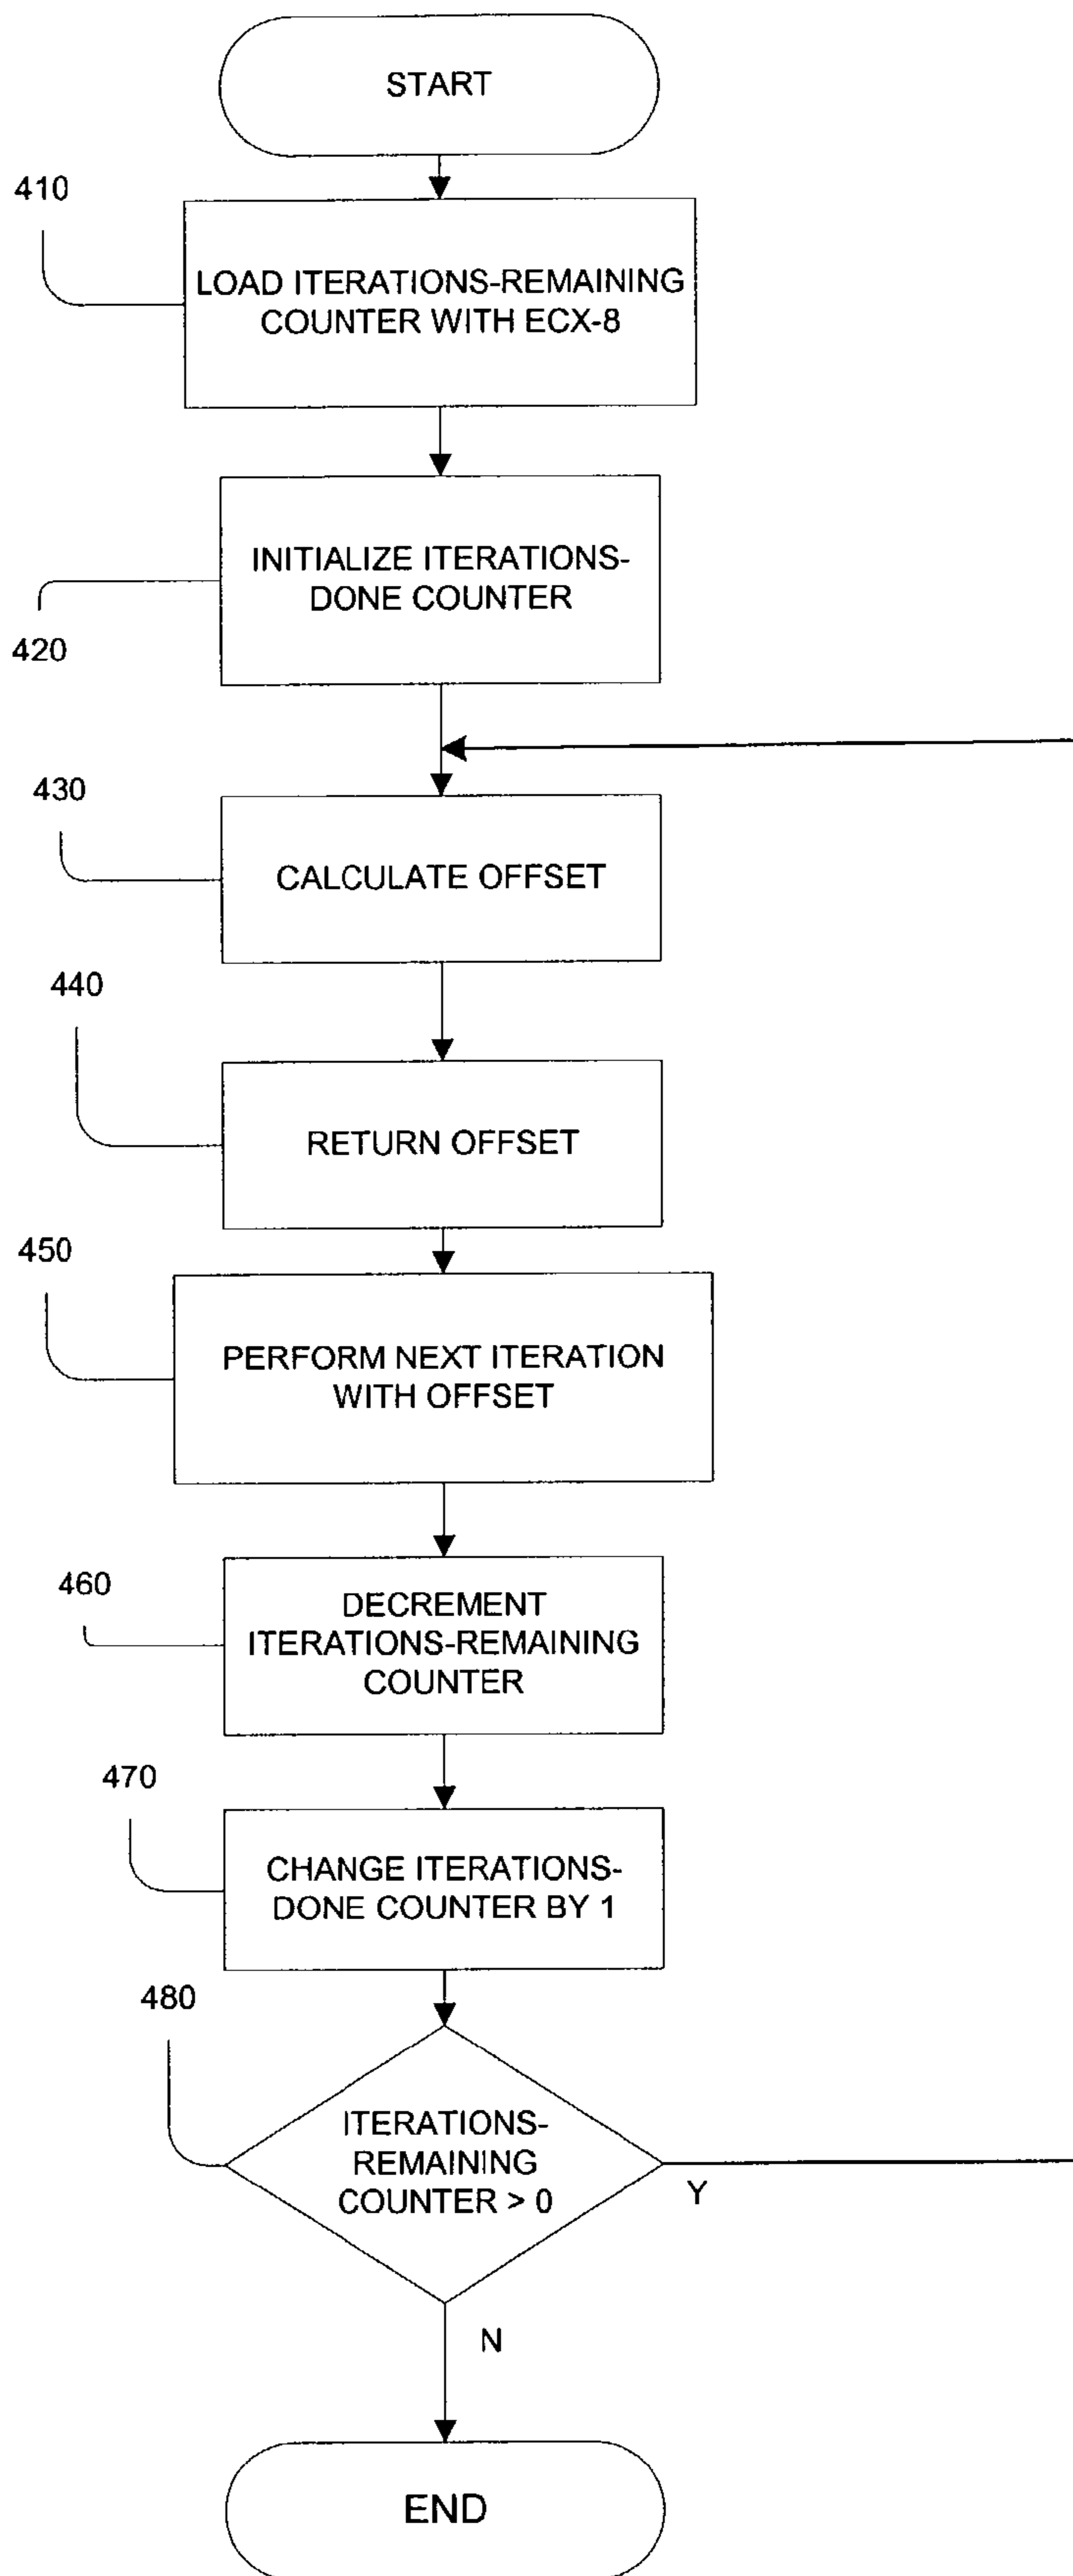 START
410
LOAD ITERATIONS-REMAINING
COUNTER WITH ECX-8
INITIALIZE ITERATIONS-
DONE COUNTER
420
430
CALCULATE OFFSET
440
RETURN OFFSET
450
PERFORM NEXT ITERATION
WITH OFFSET
460
DECREMENT
ITERATIONS-REMAINING
COUNTER
470
CHANGE ITERATIONS-
DONE COUNTER BY 1
480
ITERATIONS-
REMAINING
COUNTER > 0
Y
N
END